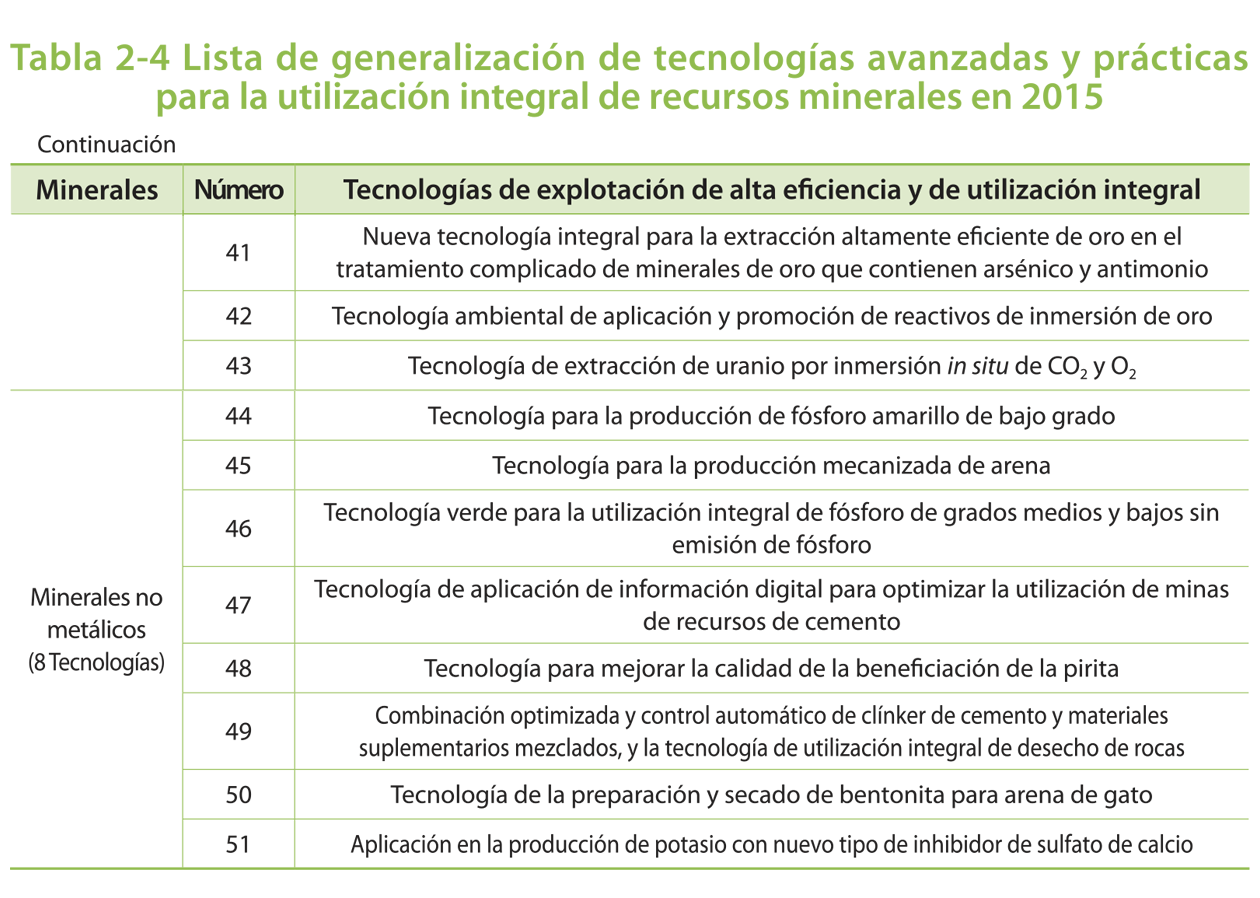 Tabla 2-4 Lista de generalización de tecnologías avanzadas y prácticas
para la utilización integral de recursos minerales en 2015
Continuación
Minerales Número Tecnologías de explotación de alta eficiencia y de utilización integral
41
Nueva tecnología integral para la extracción altamente eficiente de oro en el
tratamiento complicado de minerales de oro que contienen arsénico y antimonio
42 Tecnología ambiental de aplicación y promoción de reactivos de inmersión de oro
43 Tecnología de extracción de uranio por inmersión in situ de CO₂ y O₂
Minerales no
metálicos
(8 Tecnologías)
44 Tecnología para la producción de fósforo amarillo de bajo grado
45 Tecnología para la producción mecanizada de arena
46
Tecnología verde para la utilización integral de fósforo de grados medios y bajos sin
emisión de fósforo
47
Tecnología de aplicación de información digital para optimizar la utilización de minas
de recursos de cemento
48 Tecnología para mejorar la calidad de la beneficiación de la pirita
49
Combinación optimizada y control automático de clínker de cemento y materiales
suplementarios mezclados, y la tecnología de utilización integral de desecho de rocas
50 Tecnología de la preparación y secado de bentonita para arena de gato
51 Aplicación en la producción de potasio con nuevo tipo de inhibidor de sulfato de calcio